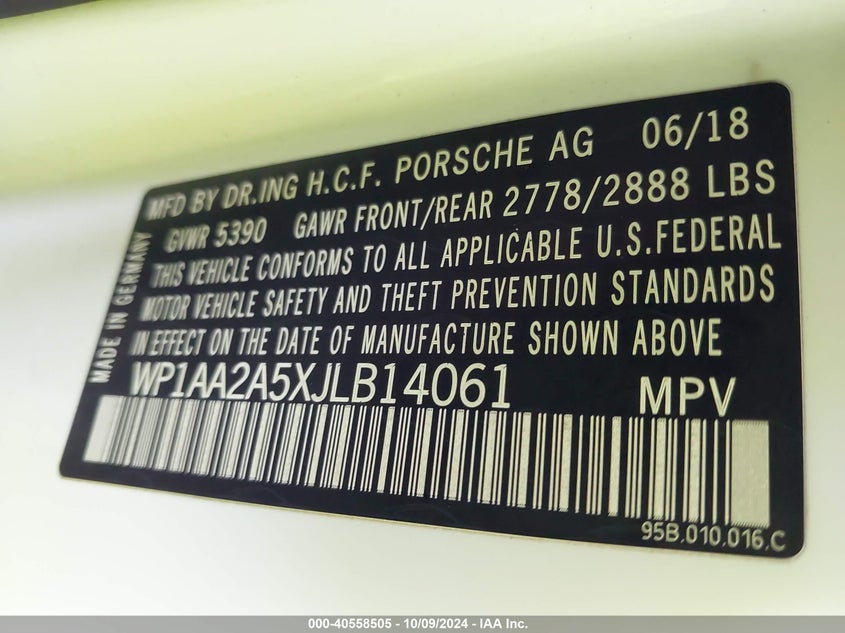 MFD BY DR.ING H.C.F. PORSCHE AG 06/18
GVWR 5390 GAWR FRONT/REAR 2778/2888 LBS
THIS VEHICLE CONFORMS TO ALL APPLICABLE U.S.FEDERAL
MOTOR VEHICLE SAFETY AND THEFT PREVENTION STANDARDS
IN EFFECT ON THE DATE OF MANUFACTURE SHOWN ABOVE
MADE IN GERMANY
WP1AA2A5XJLB14061 MPV
95B.010.016.C
000-40558505 - 10/09/2024 - IAA Inc.